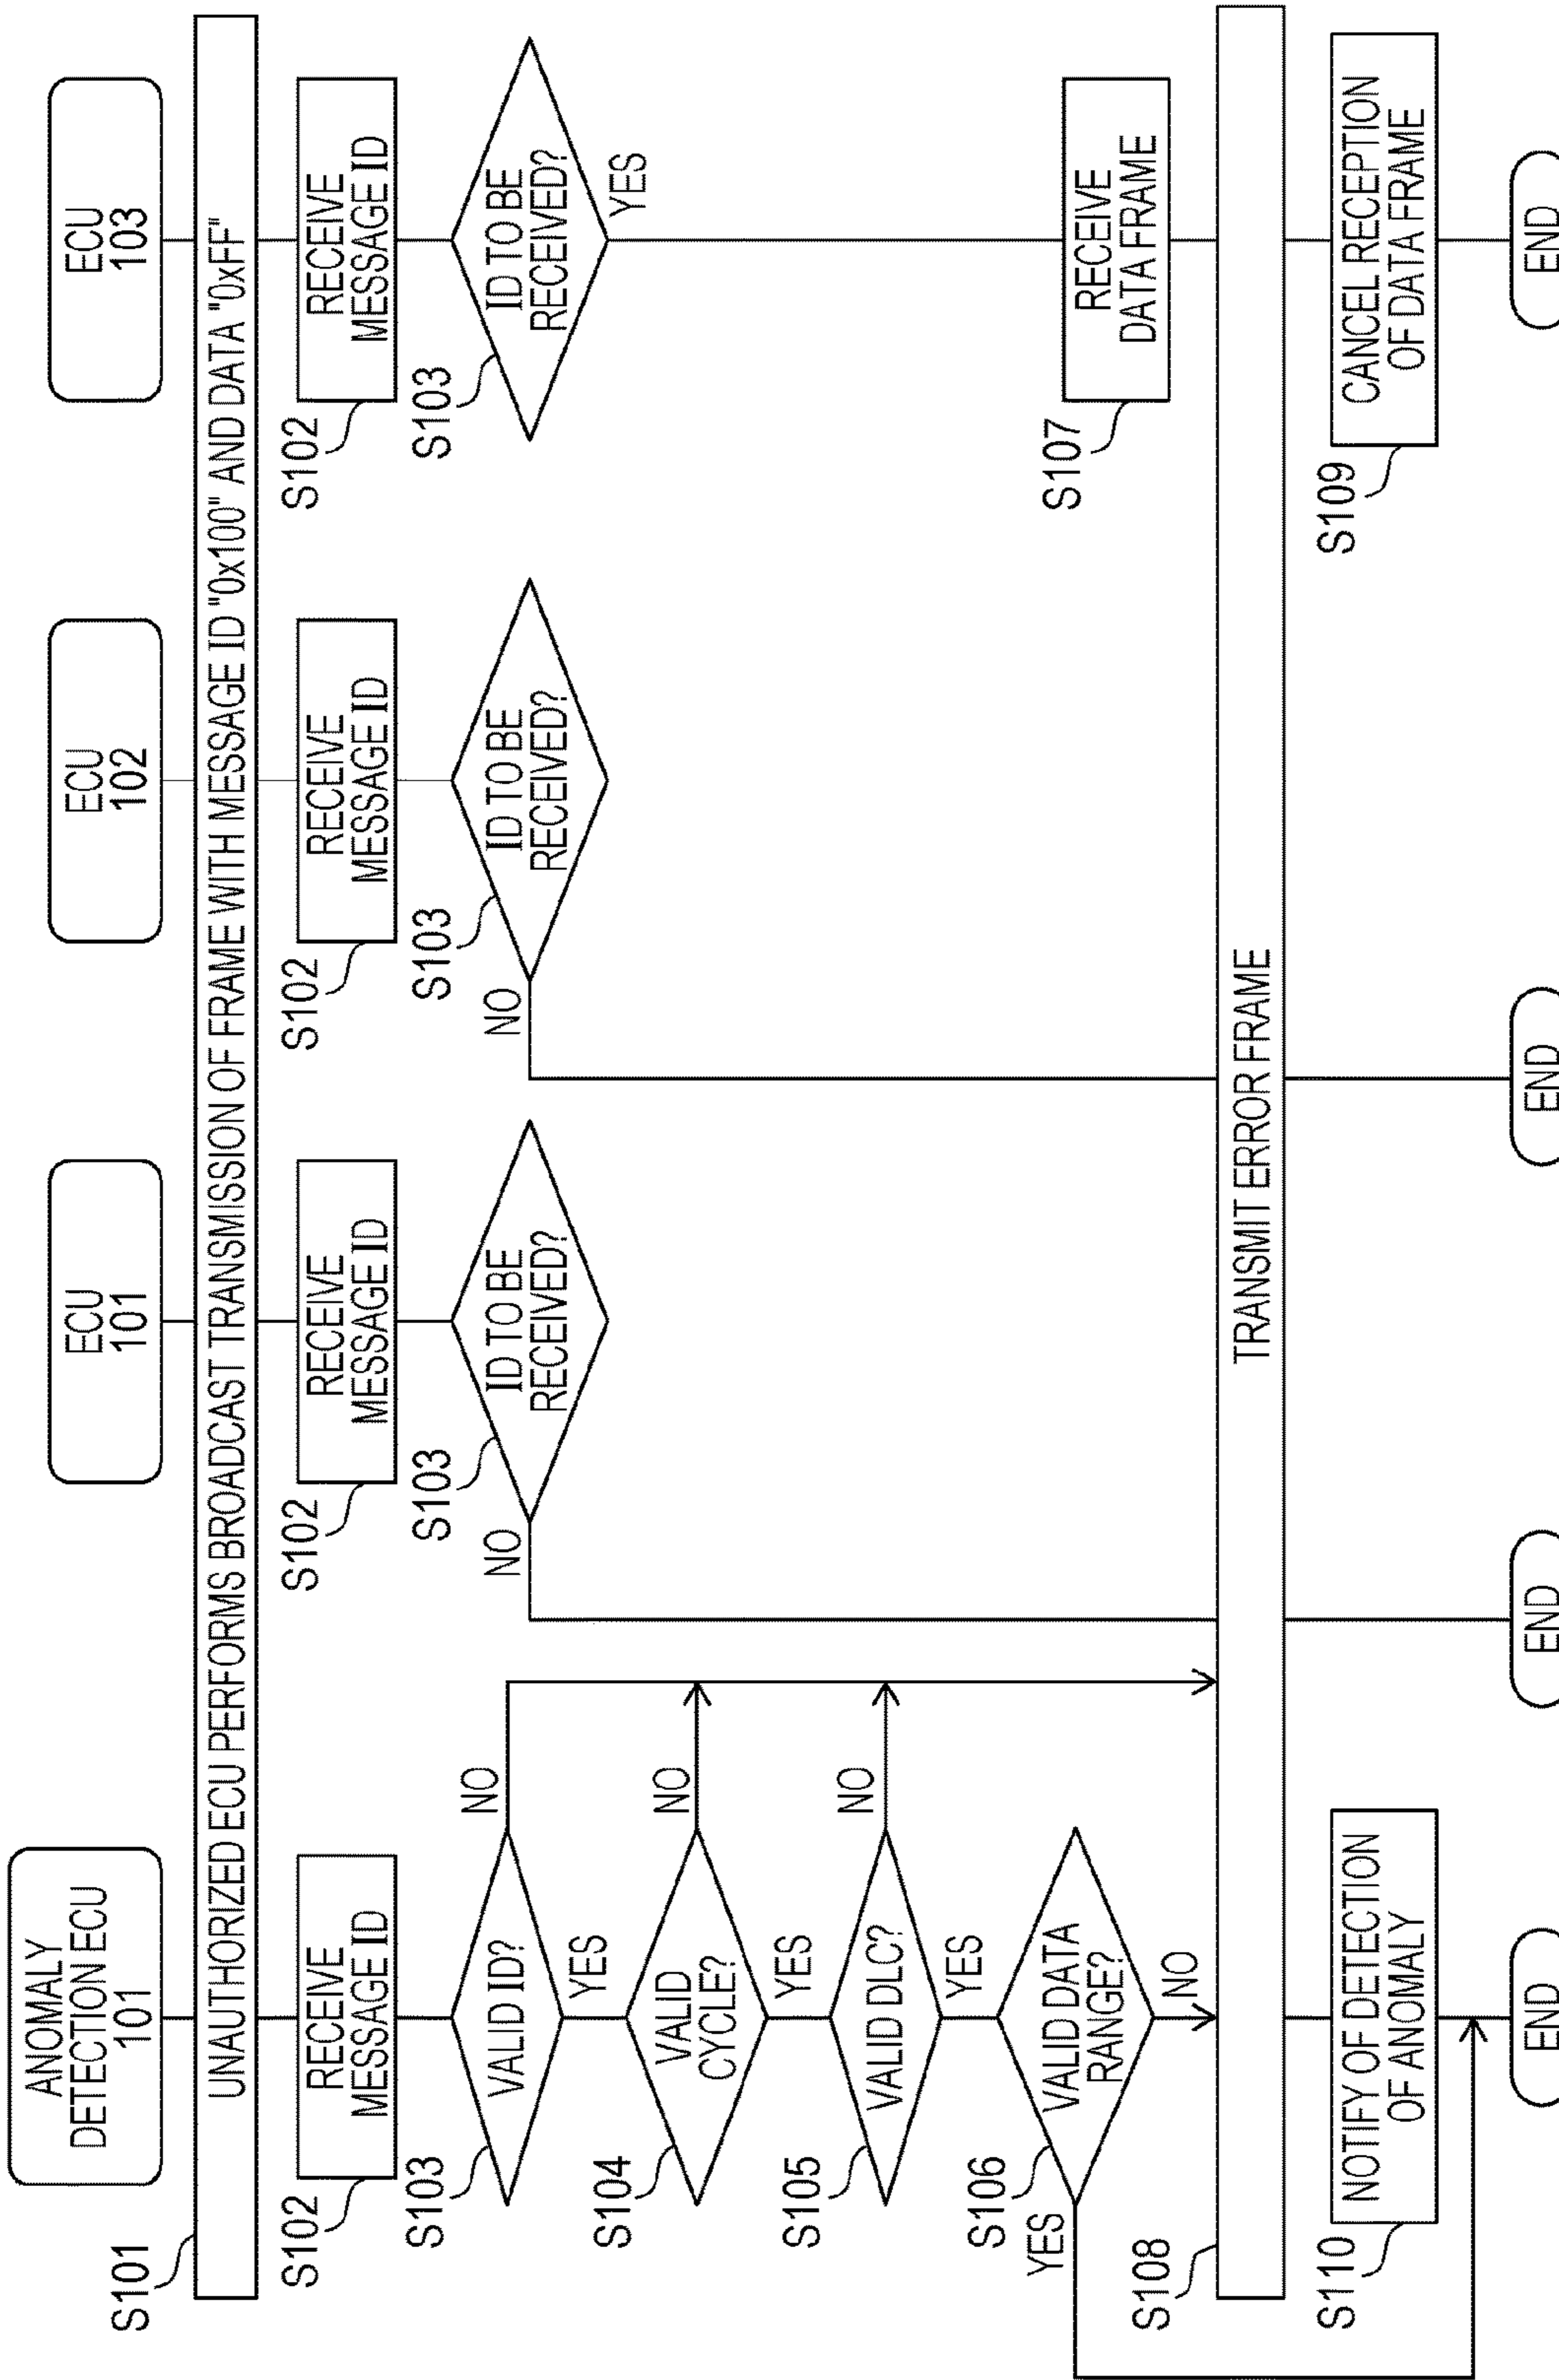 ANOMALY
DETECTION ECU
101
ECU
101
ECU
102
ECU
103
S101
UNAUTHORIZED ECU PERFORMS BROADCAST TRANSMISSION OF FRAME WITH MESSAGE ID "0x100" AND DATA "0xFF"
S102
RECEIVE
MESSAGE ID
S102
RECEIVE
MESSAGE ID
S102
RECEIVE
MESSAGE ID
S102
RECEIVE
MESSAGE ID
S103
VALID ID?
NO
YES
S103
ID TO BE
RECEIVED?
NO
S103
ID TO BE
RECEIVED?
NO
S103
ID TO BE
RECEIVED?
YES
S104
VALID
CYCLE?
NO
YES
S105
VALID DLC?
NO
YES
S106
VALID DATA
RANGE?
YES
NO
S107
RECEIVE
DATA FRAME
S108
TRANSMIT ERROR FRAME
S110
NOTIFY OF DETECTION
OF ANOMALY
S109
CANCEL RECEPTION
OF DATA FRAME
END
END
END
END